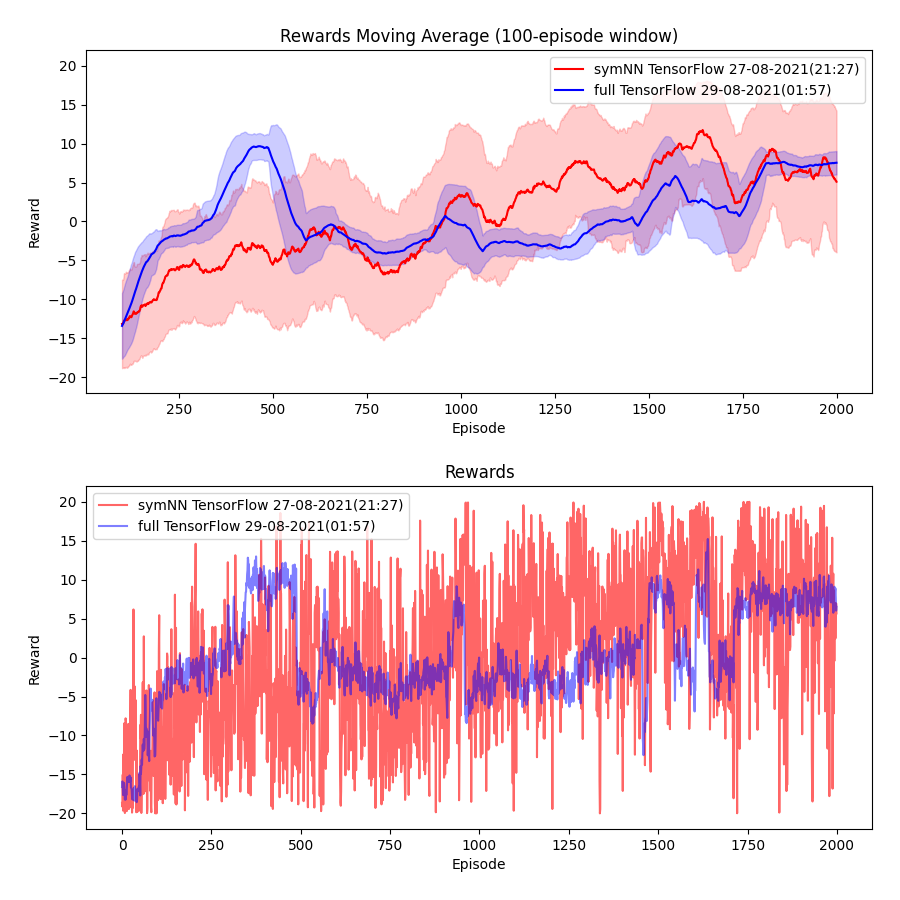 Rewards Moving Average (100-episode window)
20
15
10
5
0
−5
−10
−15
−20
Reward
symNN TensorFlow 27-08-2021(21:27)
full TensorFlow 29-08-2021(01:57)
250 500 750 1000 1250 1500 1750 2000
Episode
Rewards
20
15
10
5
0
−5
−10
−15
−20
Reward
symNN TensorFlow 27-08-2021(21:27)
full TensorFlow 29-08-2021(01:57)
0 250 500 750 1000 1250 1500 1750 2000
Episode